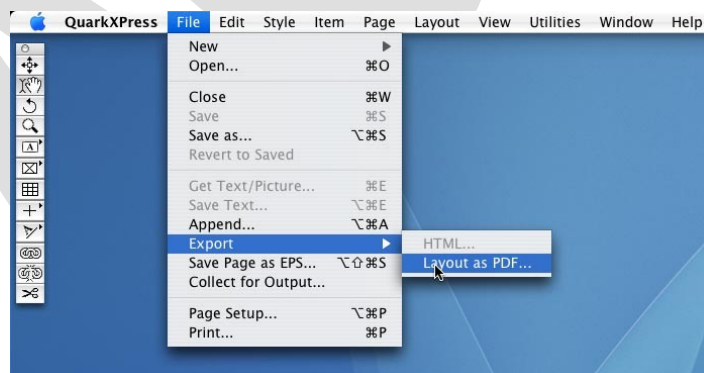 QuarkXPress File Edit Style Item Page Layout View Utilities Window Help
New
Open... ⌘O
Close ⌘W
Save ⌘S
Save as... ⌥⌘S
Revert to Saved
Get Text/Picture... ⌘E
Save Text... ⌥⌘E
Append... ⌥⌘A
Export
HTML...
Save Page as EPS... ⌥⇧⌘S
Layout as PDF...
Collect for Output...
Page Setup... ⌥⌘P
Print... ⌘P
A